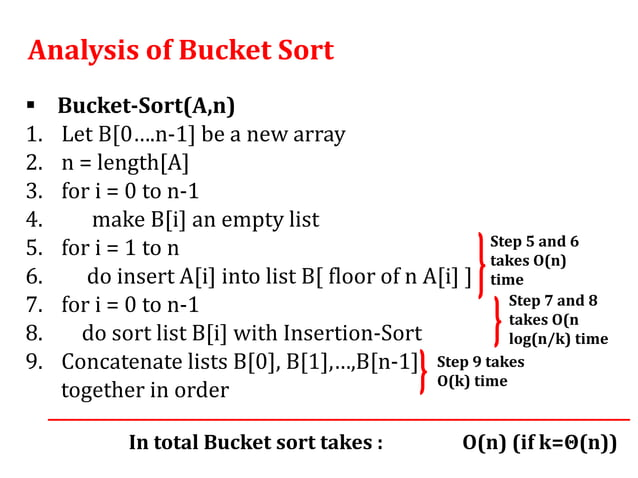 Analysis of Bucket Sort
▪ Bucket-Sort(A,n)
1. Let B[0….n-1] be a new array
2. n = length[A]
3. for i = 0 to n-1
4. make B[i] an empty list
5. for i = 1 to n
6. do insert A[i] into list B[ floor of n A[i] ]
7. for i = 0 to n-1
8. do sort list B[i] with Insertion-Sort
9. Concatenate lists B[0], B[1],…,B[n-1]
together in order
Step 5 and 6
takes O(n)
time
Step 7 and 8
takes O(n
log(n/k) time
Step 9 takes
O(k) time
In total Bucket sort takes : O(n) (if k=Θ(n))